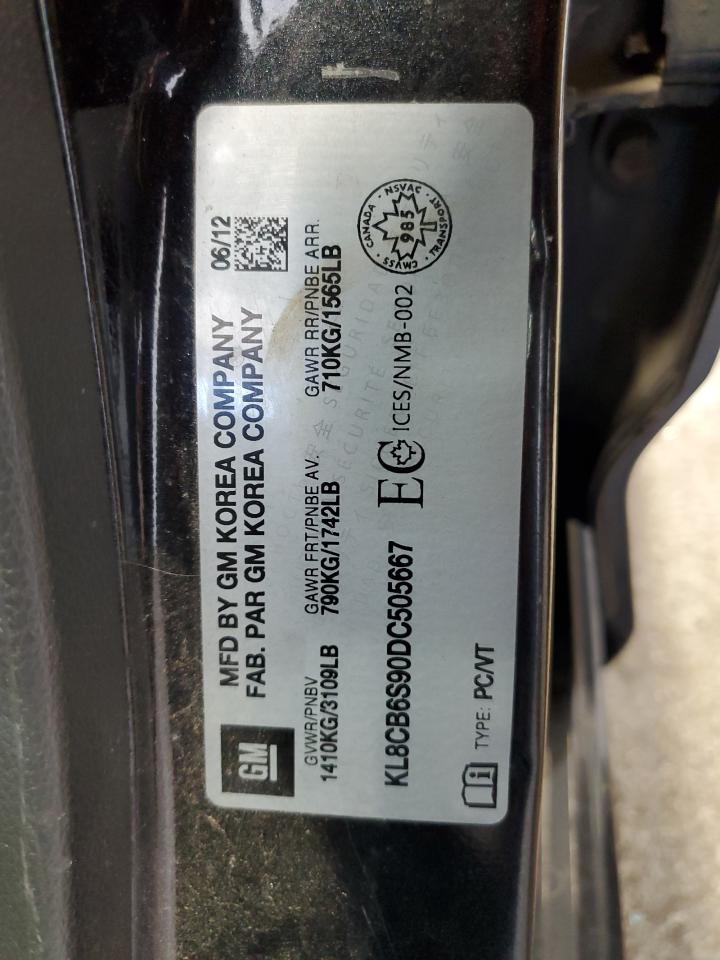 GM
MFD BY GM KOREA COMPANY 06/12
FAB. PAR GM KOREA COMPANY
GVWR/PNBV GAWR FRT/PNBE AV. GAWR RR/PNBE ARR.
1410KG/3109LB 790KG/1742LB 710KG/1565LB
KL8CB6S90DC505667
EC ICES/NMB-002
CANADA · NSVAC · TRANSPORT · CMVSS
985
i TYPE: PC/VT